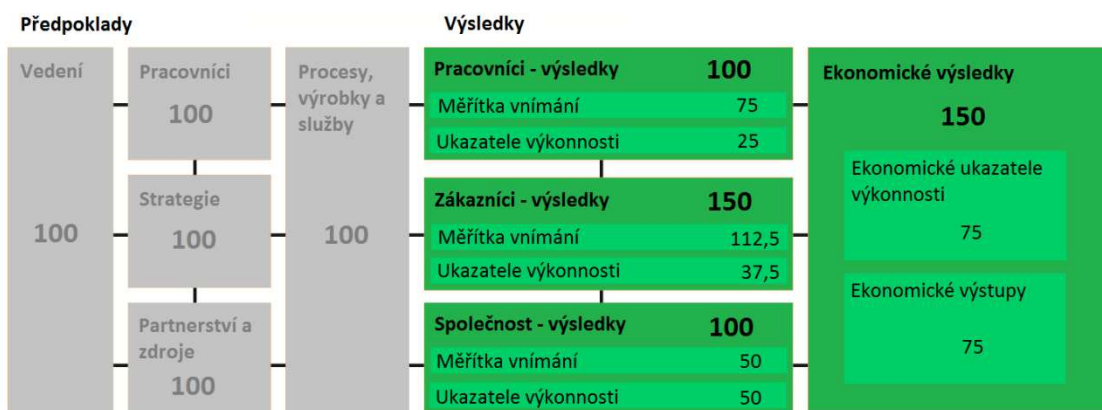 Předpoklady
Výsledky
Vedení
100
Pracovníci
100
Strategie
100
Partnerství a
zdroje
100
Procesy,
výrobky a
služby
100
Pracovníci - výsledky 100
Měřítka vnímání 75
Ukazatele výkonnosti 25
Zákazníci - výsledky 150
Měřítka vnímání 112,5
Ukazatele výkonnosti 37,5
Společnost - výsledky 100
Měřítka vnímání 50
Ukazatele výkonnosti 50
Ekonomické výsledky
150
Ekonomické ukazatele
výkonnosti
75
Ekonomické výstupy
75